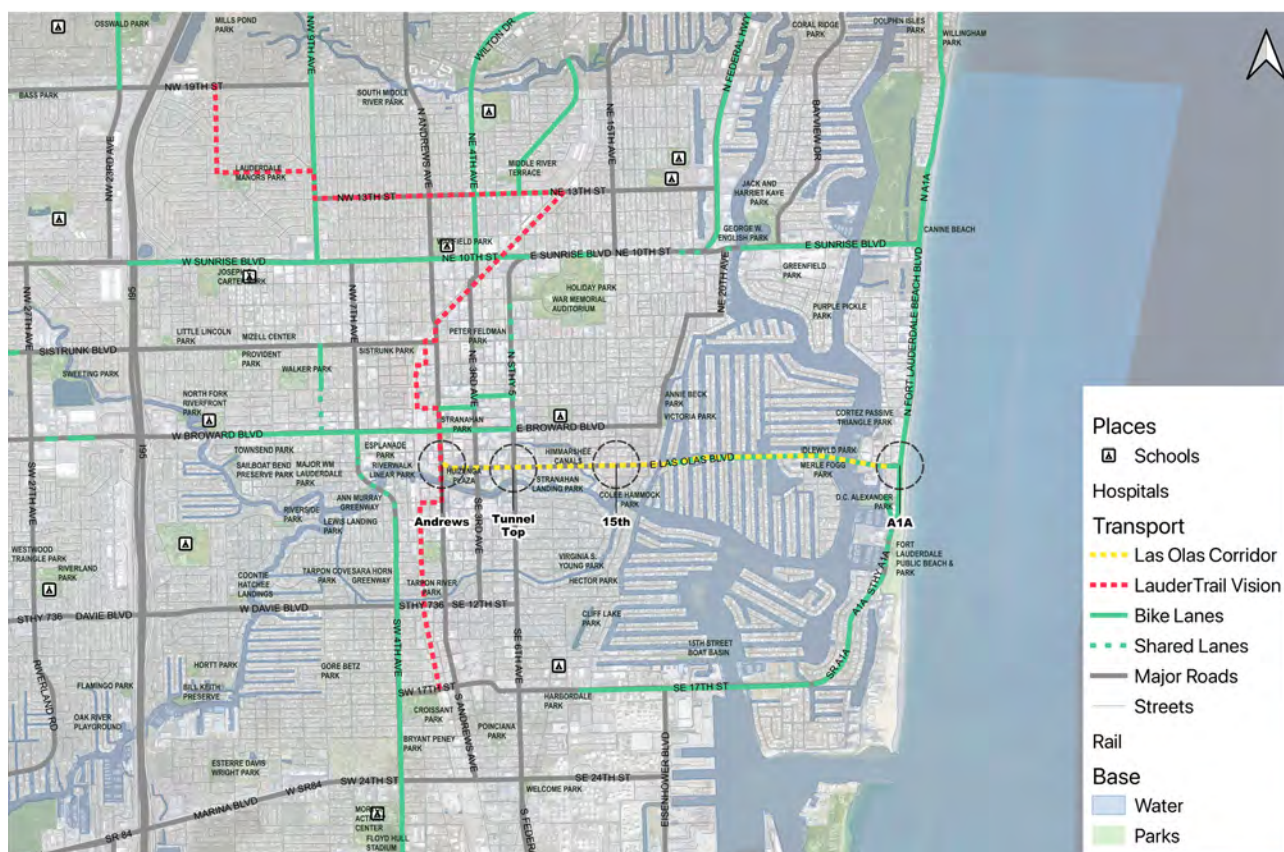 OSSWALD PARK
MILLS POND
PARK
NW 9TH AVE
WILTON DR
N FEDERAL HWY
CORAL RIDGE
PARK
DOLPHIN ISLES
PARK
WILLINGHAM
PARK
BASS PARK
NW 19TH ST
SOUTH MIDDLE
RIVER PARK
N ANDREWS AVE
NE 4TH AVE
NE 15TH AVE
BAYVIEW DR
NW 23RD AVE
LAUDERDALE
MANORS PARK
MIDDLE RIVER
TERRACE
NW 13TH ST
NE 13TH ST
JACK AND
HARRIET KAYE
PARK
N A1A
GEORGE W.
ENGLISH PARK
CANINE BEACH
W SUNRISE BLVD
NE 10TH ST
E SUNRISE BLVD
NE 10TH ST
E SUNRISE BLVD
JOSEPH
CARTER PARK
I95
NW 27TH AVE
NW 7TH AVE
HOLIDAY PARK
WAR MEMORIAL
AUDITORIUM
NE 20TH AVE
GREENFIELD
PARK
PURPLE PICKLE
PARK
N FORT LAUDERDALE BEACH BLVD
LITTLE LINCOLN
PARK
MIZELL CENTER
PETER FELDMAN
PARK
SISTRUNK BLVD
PROVIDENT
PARK
SISTRUNK PARK
NE 3RD AVE
N STHY 5
SWEETING PARK
WALKER PARK
NORTH FORK
RIVERFRONT
PARK
ANNIE BECK
PARK
VICTORIA PARK
STRANAHAN
PARK
CORTEZ PASSIVE
TRIANGLE PARK
W BROWARD BLVD
E BROWARD BLVD
I95
TOWNSEND PARK
ESPLANADE
PARK
HIMMARSHEE
CANALS
IDLEWYLD PARK
SAILBOAT BEND
PRESERVE PARK
MAJOR WM
LAUDERDALE
PARK
RIVERWALK
LINEAR PARK
HUIZENGA
PLAZA
E LAS OLAS BLVD
MERLE FOGG
PARK
SW 27TH AVE
ANN MURRAY
GREENWAY
STRANAHAN
LANDING PARK
COLEE HAMMOCK
PARK
D.C. ALEXANDER
PARK
RIVERSIDE
PARK
LEWIS LANDING
PARK
Andrews
Tunnel
Top
15th
A1A
SE 3RD AVE
WESTWOOD
TRAINGLE PARK
RIVERLAND
PARK
FORT
LAUDERDALE
PUBLIC BEACH &
PARK
VIRGINIA S.
YOUNG PARK
COONTIE
HATCHEE
LANDINGS
TARPON COVE
PARK
SARA HORN
GREENWAY
TARPON RIVER
PARK
HECTOR PARK
A1A STHY A1A
STHY 736
DAVIE BLVD
W DAVIE BLVD
STHY 736
SE 12TH ST
CLIFF LAKE
PARK
SW 4TH AVE
SE 6TH AVE
15TH STREET
BOAT BASIN
RIVERLAND RD
HORTT PARK
GORE BETZ
PARK
SR A1A
FLAMINGO PARK
BILL KEITH
PRESERVE
SW 17TH ST
HARBORDALE
PARK
SE 17TH ST
OAK RIVER
PLAYGROUND
CROISSANT
PARK
S ANDREWS AVE
POINCIANA
PARK
BRYANT PENEY
PARK
EISENHOWER BLVD
ESTERRE DAVIS
WRIGHT PARK
SW 24TH ST
SE 24TH ST
W SR84
MARINA BLVD
WELCOME PARK
SR 84
CENTER
FLOYD HULL
STADIUM
Places
Schools
Hospitals
Transport
Las Olas Corridor
LauderTrail Vision
Bike Lanes
Shared Lanes
Major Roads
Streets
Rail
Base
Water
Parks